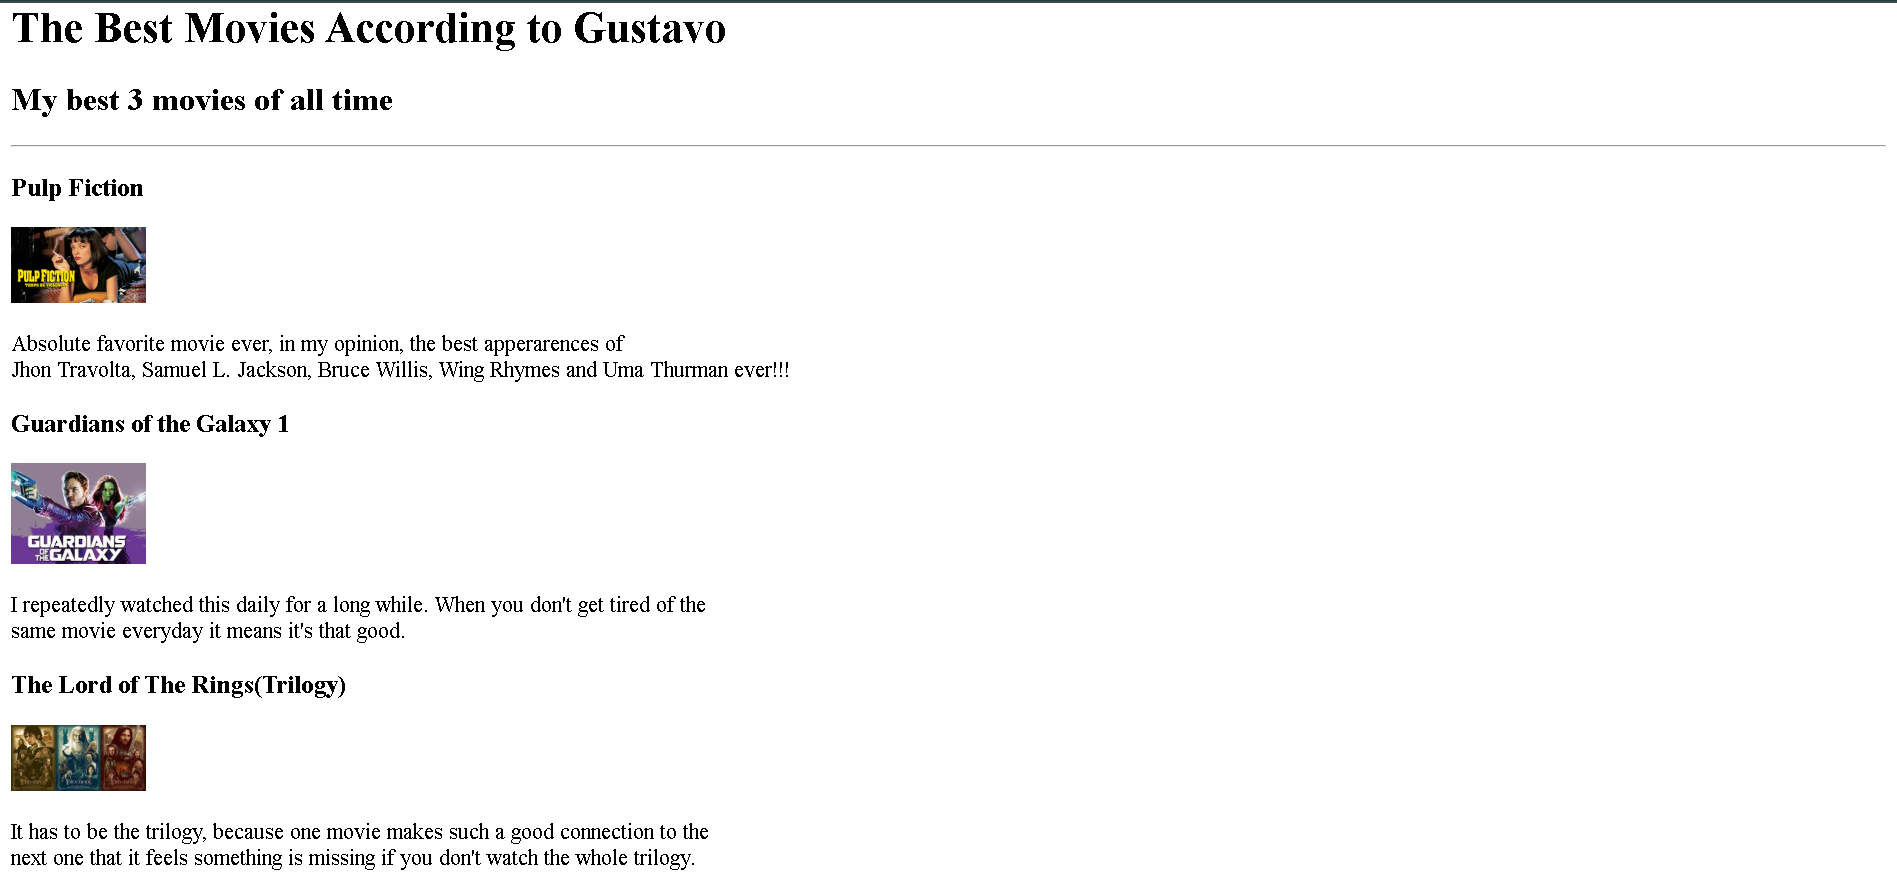 The Best Movies According to Gustavo
My best 3 movies of all time
Pulp Fiction
PULP FICTION
TEMPO DE VIOLÊNCIA
Absolute favorite movie ever, in my opinion, the best apperarences of
Jhon Travolta, Samuel L. Jackson, Bruce Willis, Wing Rhymes and Uma Thurman ever!!!
Guardians of the Galaxy 1
GUARDIANS
OF THE GALAXY
I repeatedly watched this daily for a long while. When you don't get tired of the
same movie everyday it means it's that good.
The Lord of The Rings(Trilogy)
It has to be the trilogy, because one movie makes such a good connection to the
next one that it feels something is missing if you don't watch the whole trilogy.